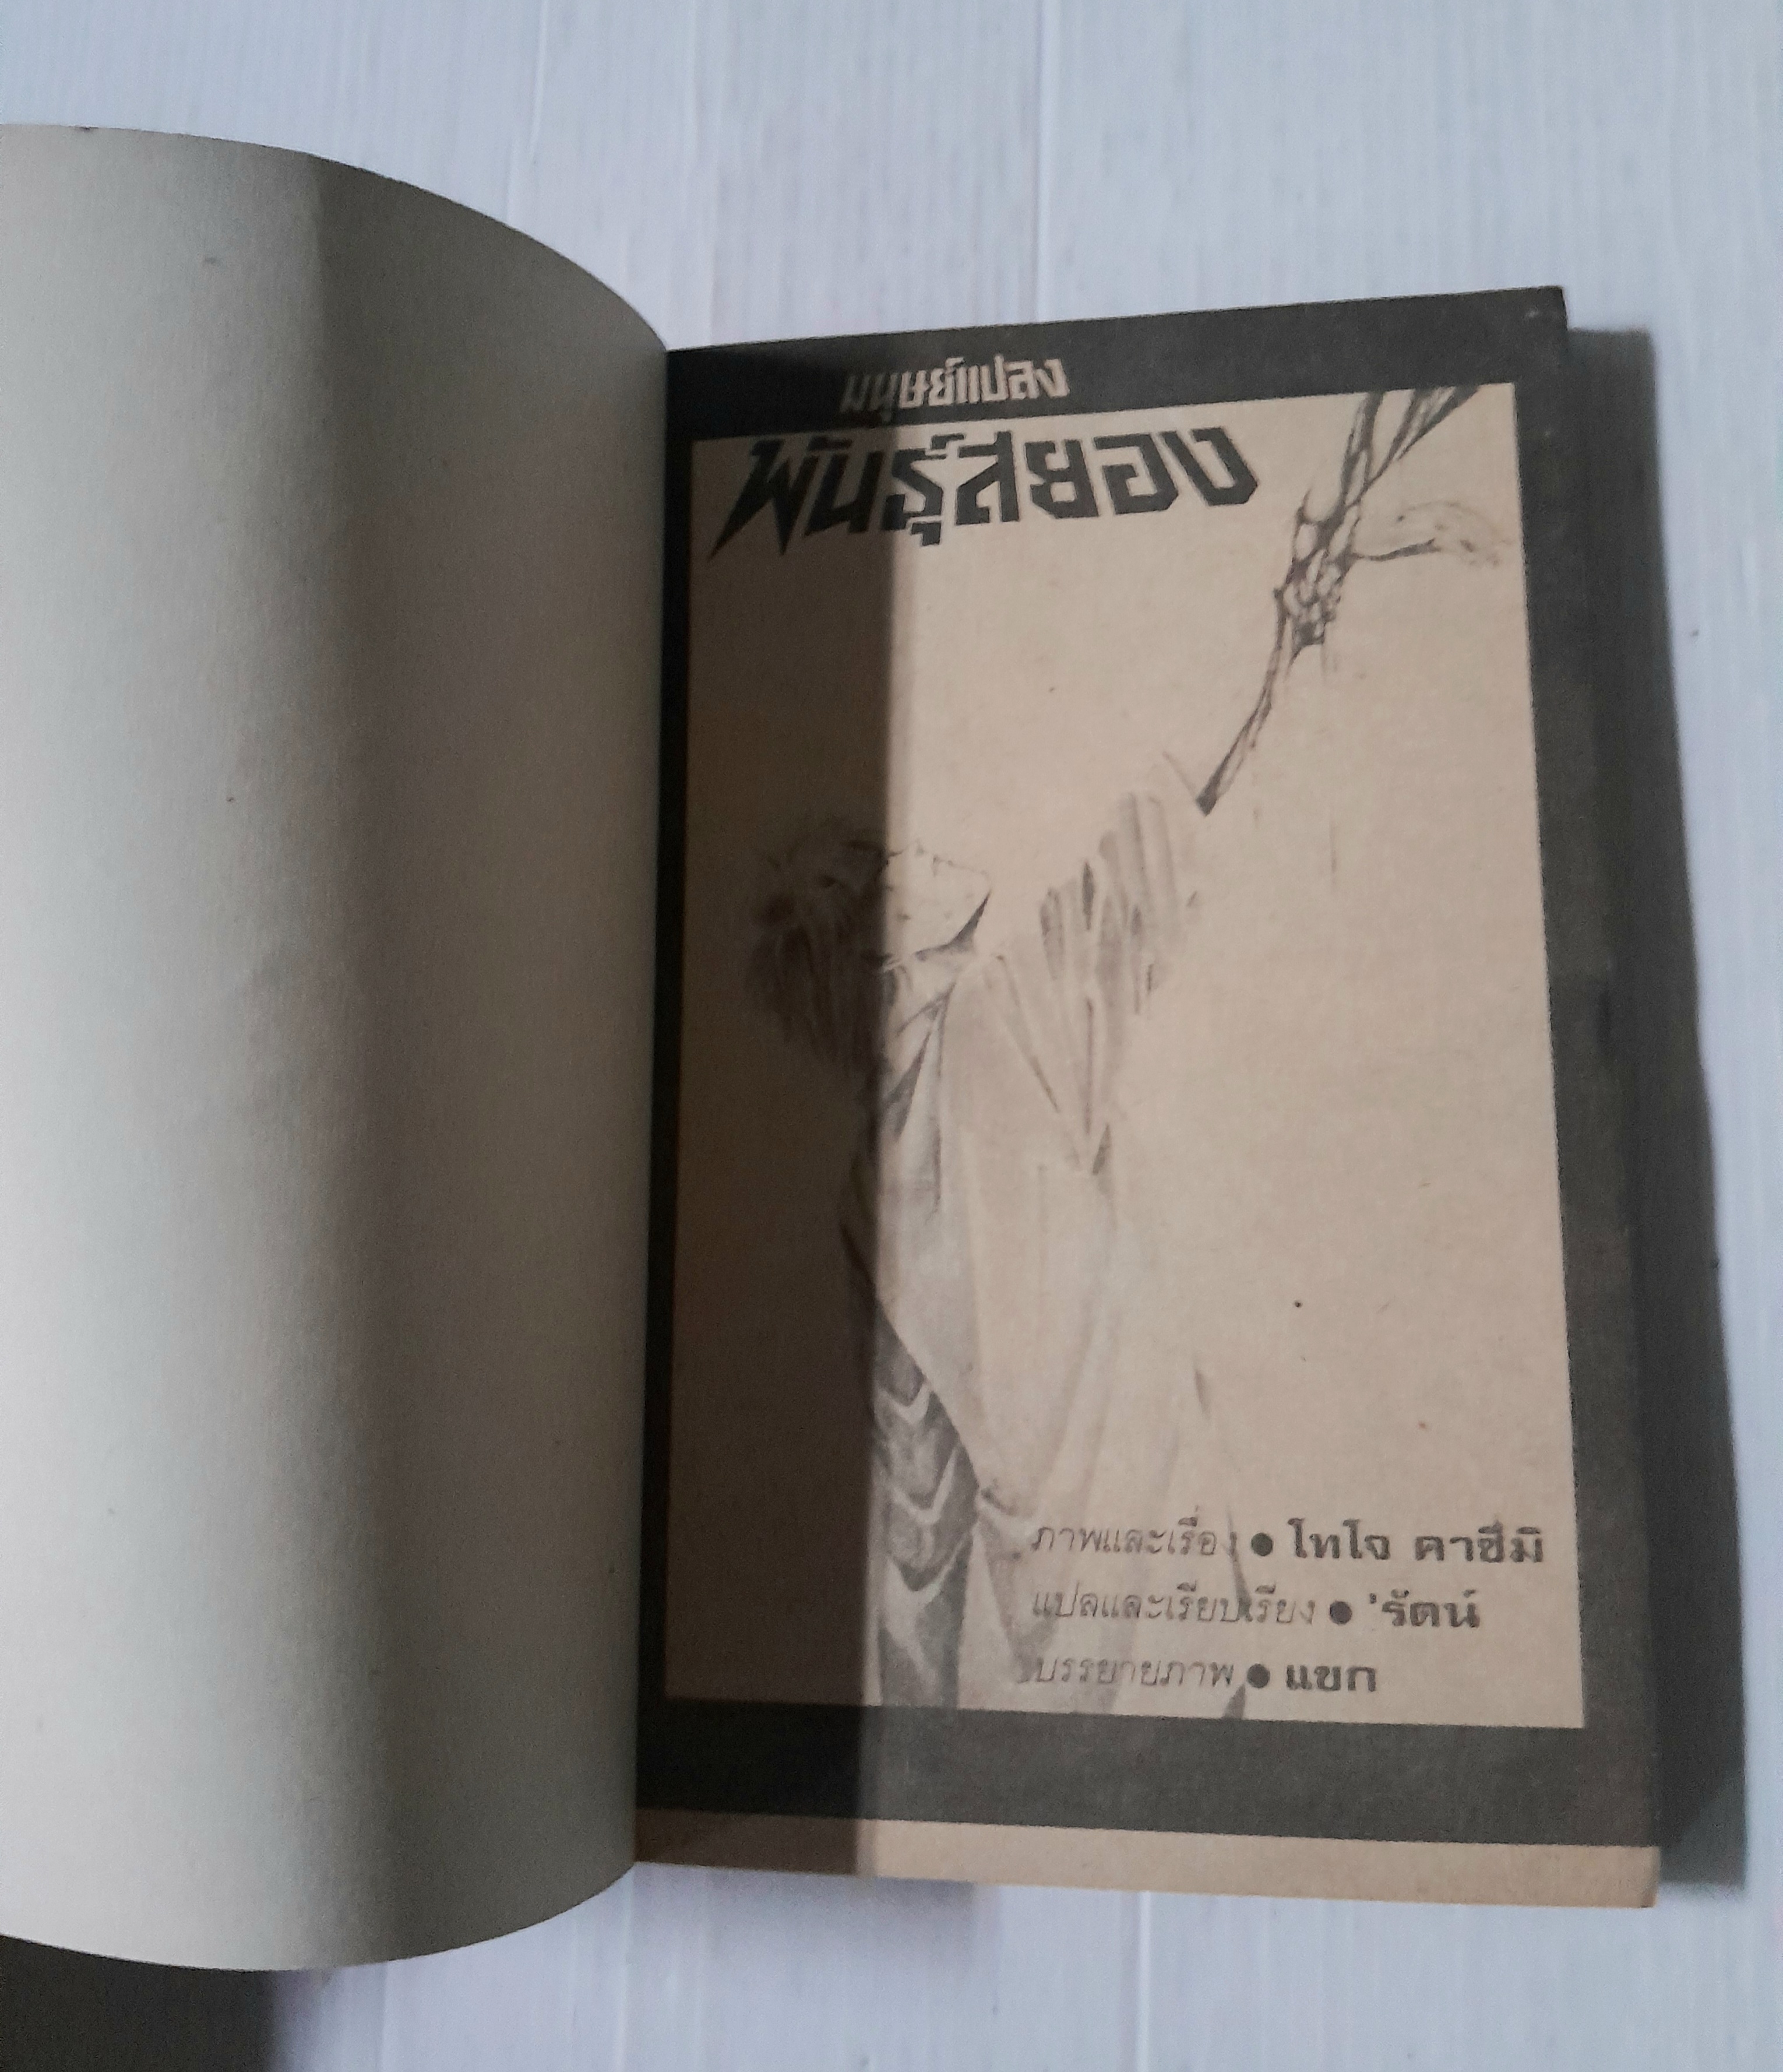 มนุษย์แปลง
พันธุ์สยอง
ภาพและเรื่อง ● โทโจ คาซึมิ
แปลและเรียบเรียง ● 'รัตน์
บรรยายภาพ ● แขก